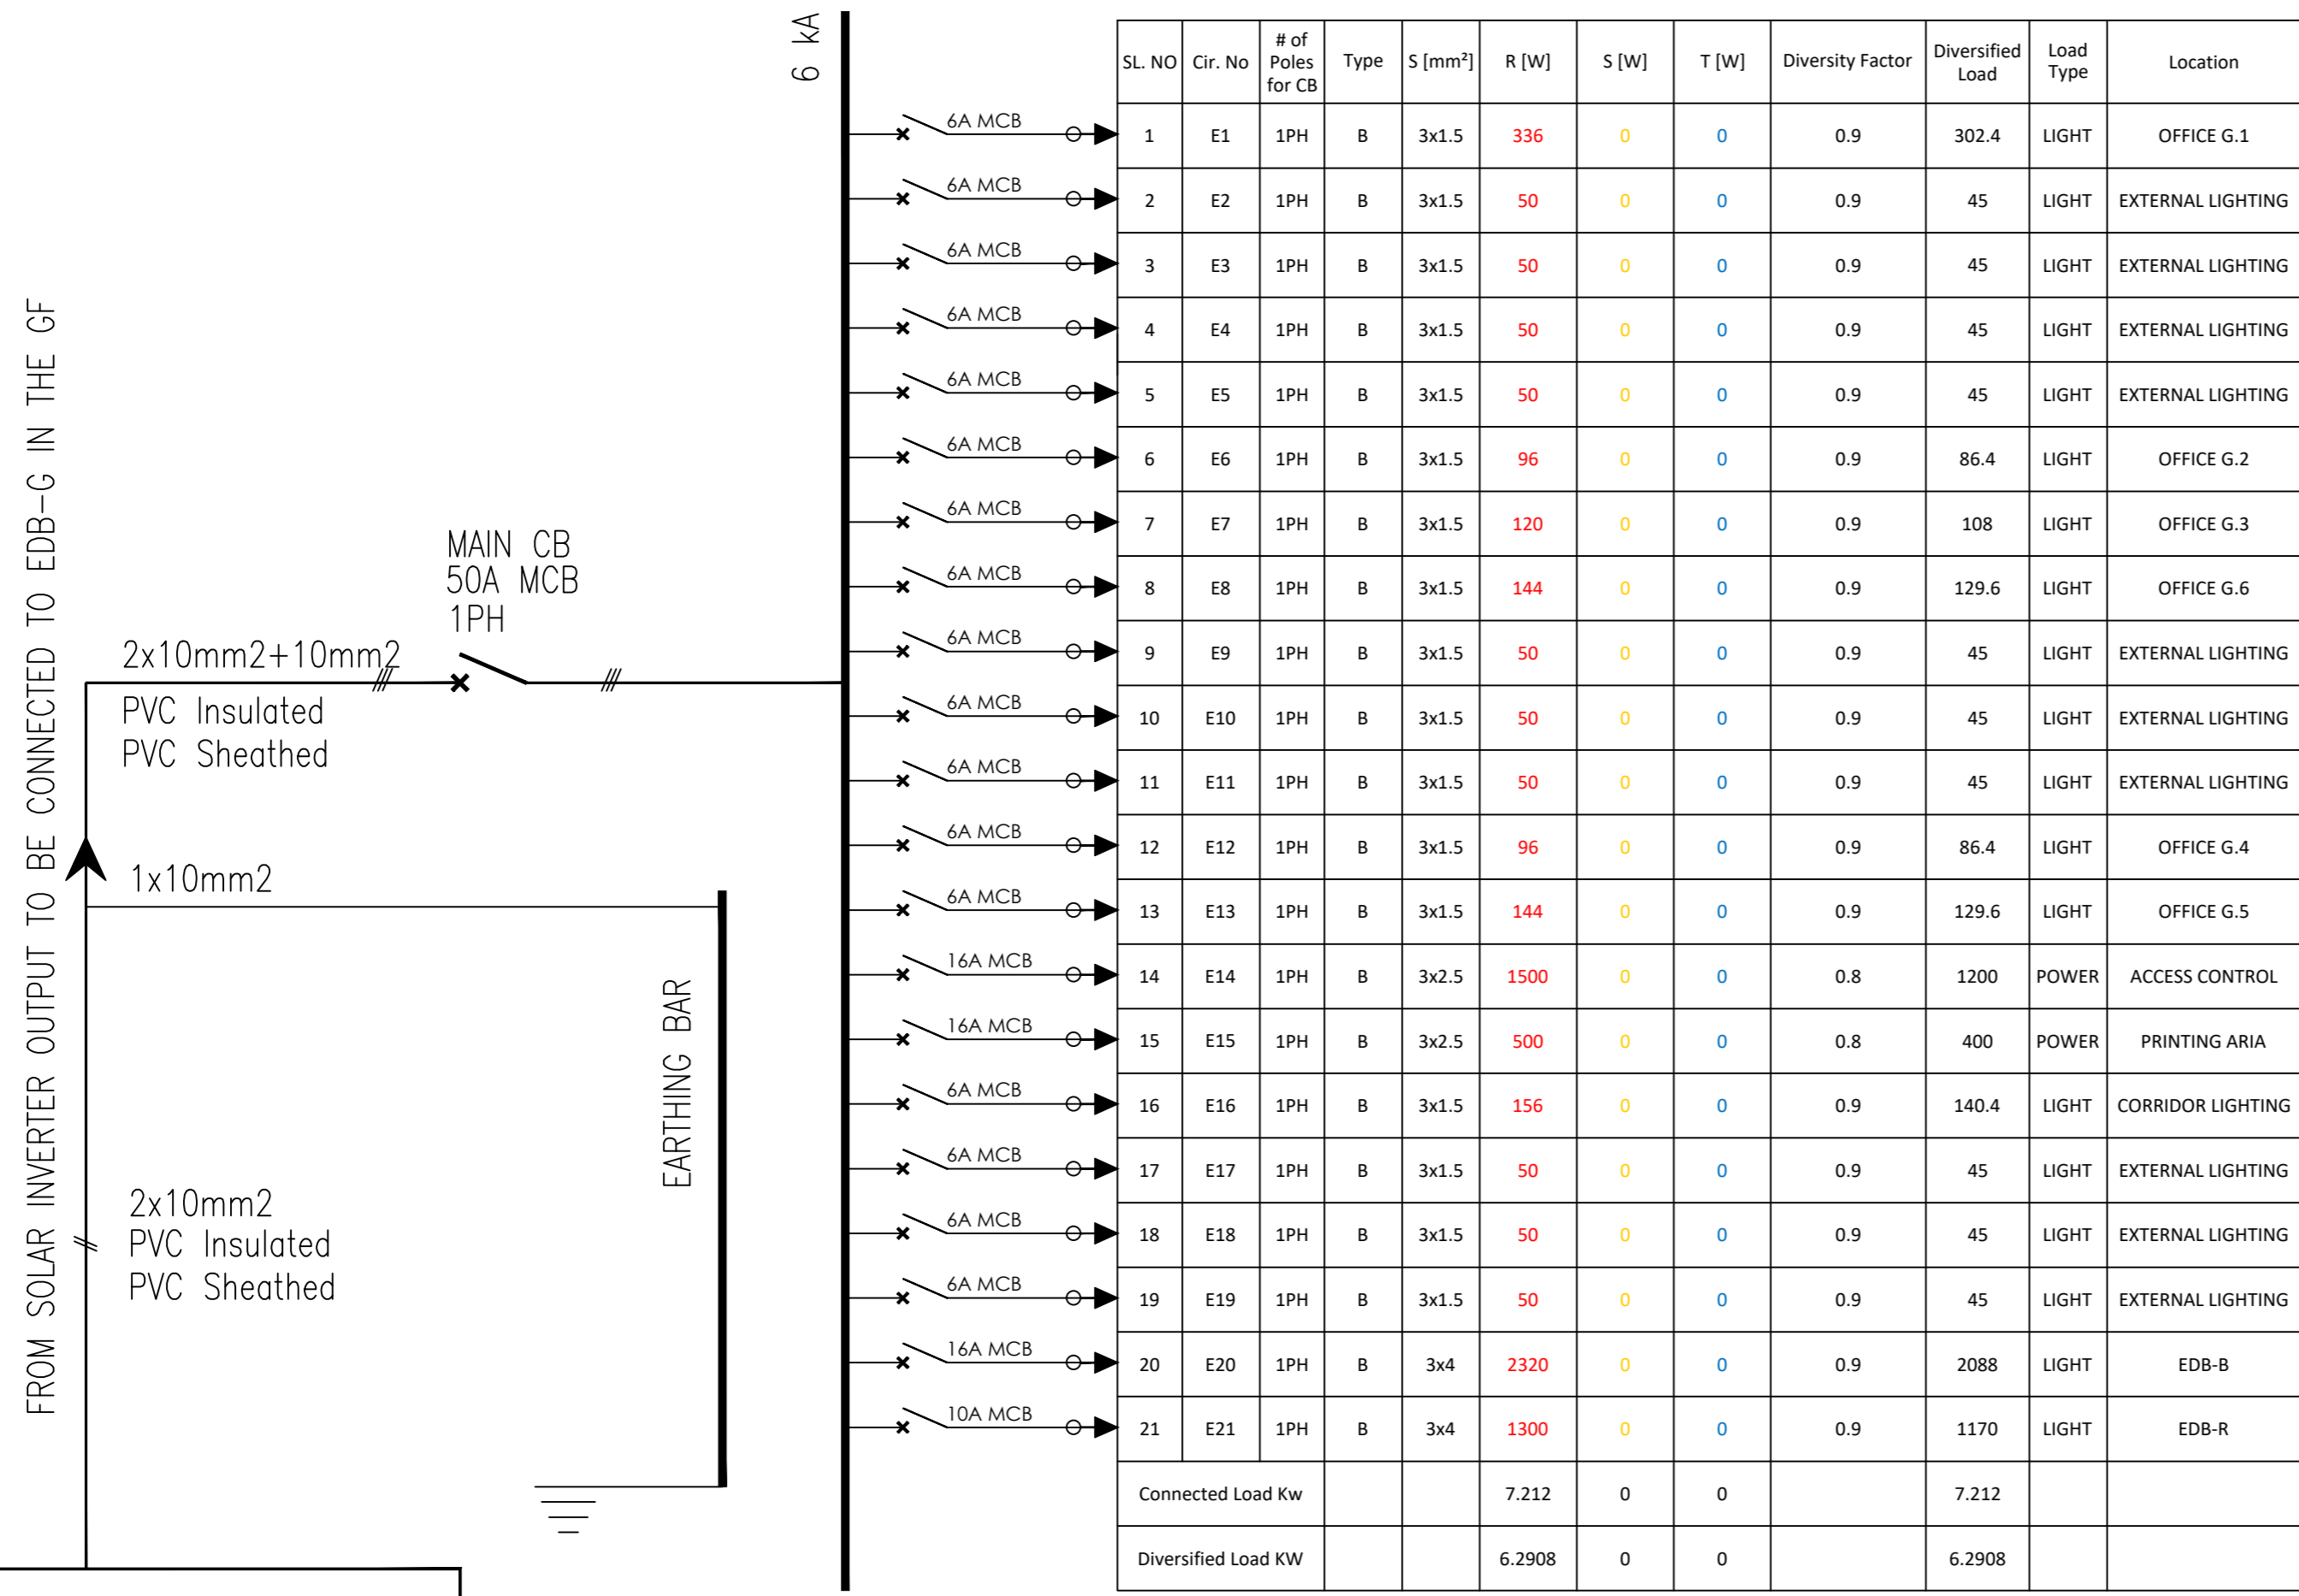 FROM SOLAR INVERTER OUTPUT TO BE CONNECTED TO EDB-G IN THE GF
2x10mm2+10mm2
PVC Insulated
PVC Sheathed
MAIN CB
50A MCB
1PH
1x10mm2
2x10mm2
PVC Insulated
PVC Sheathed
EARTHING BAR
6 kA
SL. NO Cir. No # of Poles for CB Type S [mm²] R [W] S [W] T [W] Diversity Factor Diversified Load Load Type Location
6A MCB 1 E1 1PH B 3x1.5 336 0 0 0.9 302.4 LIGHT OFFICE G.1
6A MCB 2 E2 1PH B 3x1.5 50 0 0 0.9 45 LIGHT EXTERNAL LIGHTING
6A MCB 3 E3 1PH B 3x1.5 50 0 0 0.9 45 LIGHT EXTERNAL LIGHTING
6A MCB 4 E4 1PH B 3x1.5 50 0 0 0.9 45 LIGHT EXTERNAL LIGHTING
6A MCB 5 E5 1PH B 3x1.5 50 0 0 0.9 45 LIGHT EXTERNAL LIGHTING
6A MCB 6 E6 1PH B 3x1.5 96 0 0 0.9 86.4 LIGHT OFFICE G.2
6A MCB 7 E7 1PH B 3x1.5 120 0 0 0.9 108 LIGHT OFFICE G.3
6A MCB 8 E8 1PH B 3x1.5 144 0 0 0.9 129.6 LIGHT OFFICE G.6
6A MCB 9 E9 1PH B 3x1.5 50 0 0 0.9 45 LIGHT EXTERNAL LIGHTING
6A MCB 10 E10 1PH B 3x1.5 50 0 0 0.9 45 LIGHT EXTERNAL LIGHTING
6A MCB 11 E11 1PH B 3x1.5 50 0 0 0.9 45 LIGHT EXTERNAL LIGHTING
6A MCB 12 E12 1PH B 3x1.5 96 0 0 0.9 86.4 LIGHT OFFICE G.4
6A MCB 13 E13 1PH B 3x1.5 144 0 0 0.9 129.6 LIGHT OFFICE G.5
16A MCB 14 E14 1PH B 3x2.5 1500 0 0 0.8 1200 POWER ACCESS CONTROL
16A MCB 15 E15 1PH B 3x2.5 500 0 0 0.8 400 POWER PRINTING ARIA
6A MCB 16 E16 1PH B 3x1.5 156 0 0 0.9 140.4 LIGHT CORRIDOR LIGHTING
6A MCB 17 E17 1PH B 3x1.5 50 0 0 0.9 45 LIGHT EXTERNAL LIGHTING
6A MCB 18 E18 1PH B 3x1.5 50 0 0 0.9 45 LIGHT EXTERNAL LIGHTING
6A MCB 19 E19 1PH B 3x1.5 50 0 0 0.9 45 LIGHT EXTERNAL LIGHTING
16A MCB 20 E20 1PH B 3x4 2320 0 0 0.9 2088 LIGHT EDB-B
10A MCB 21 E21 1PH B 3x4 1300 0 0 0.9 1170 LIGHT EDB-R
Connected Load Kw 7.212 0 0 7.212
Diversified Load KW 6.2908 0 0 6.2908